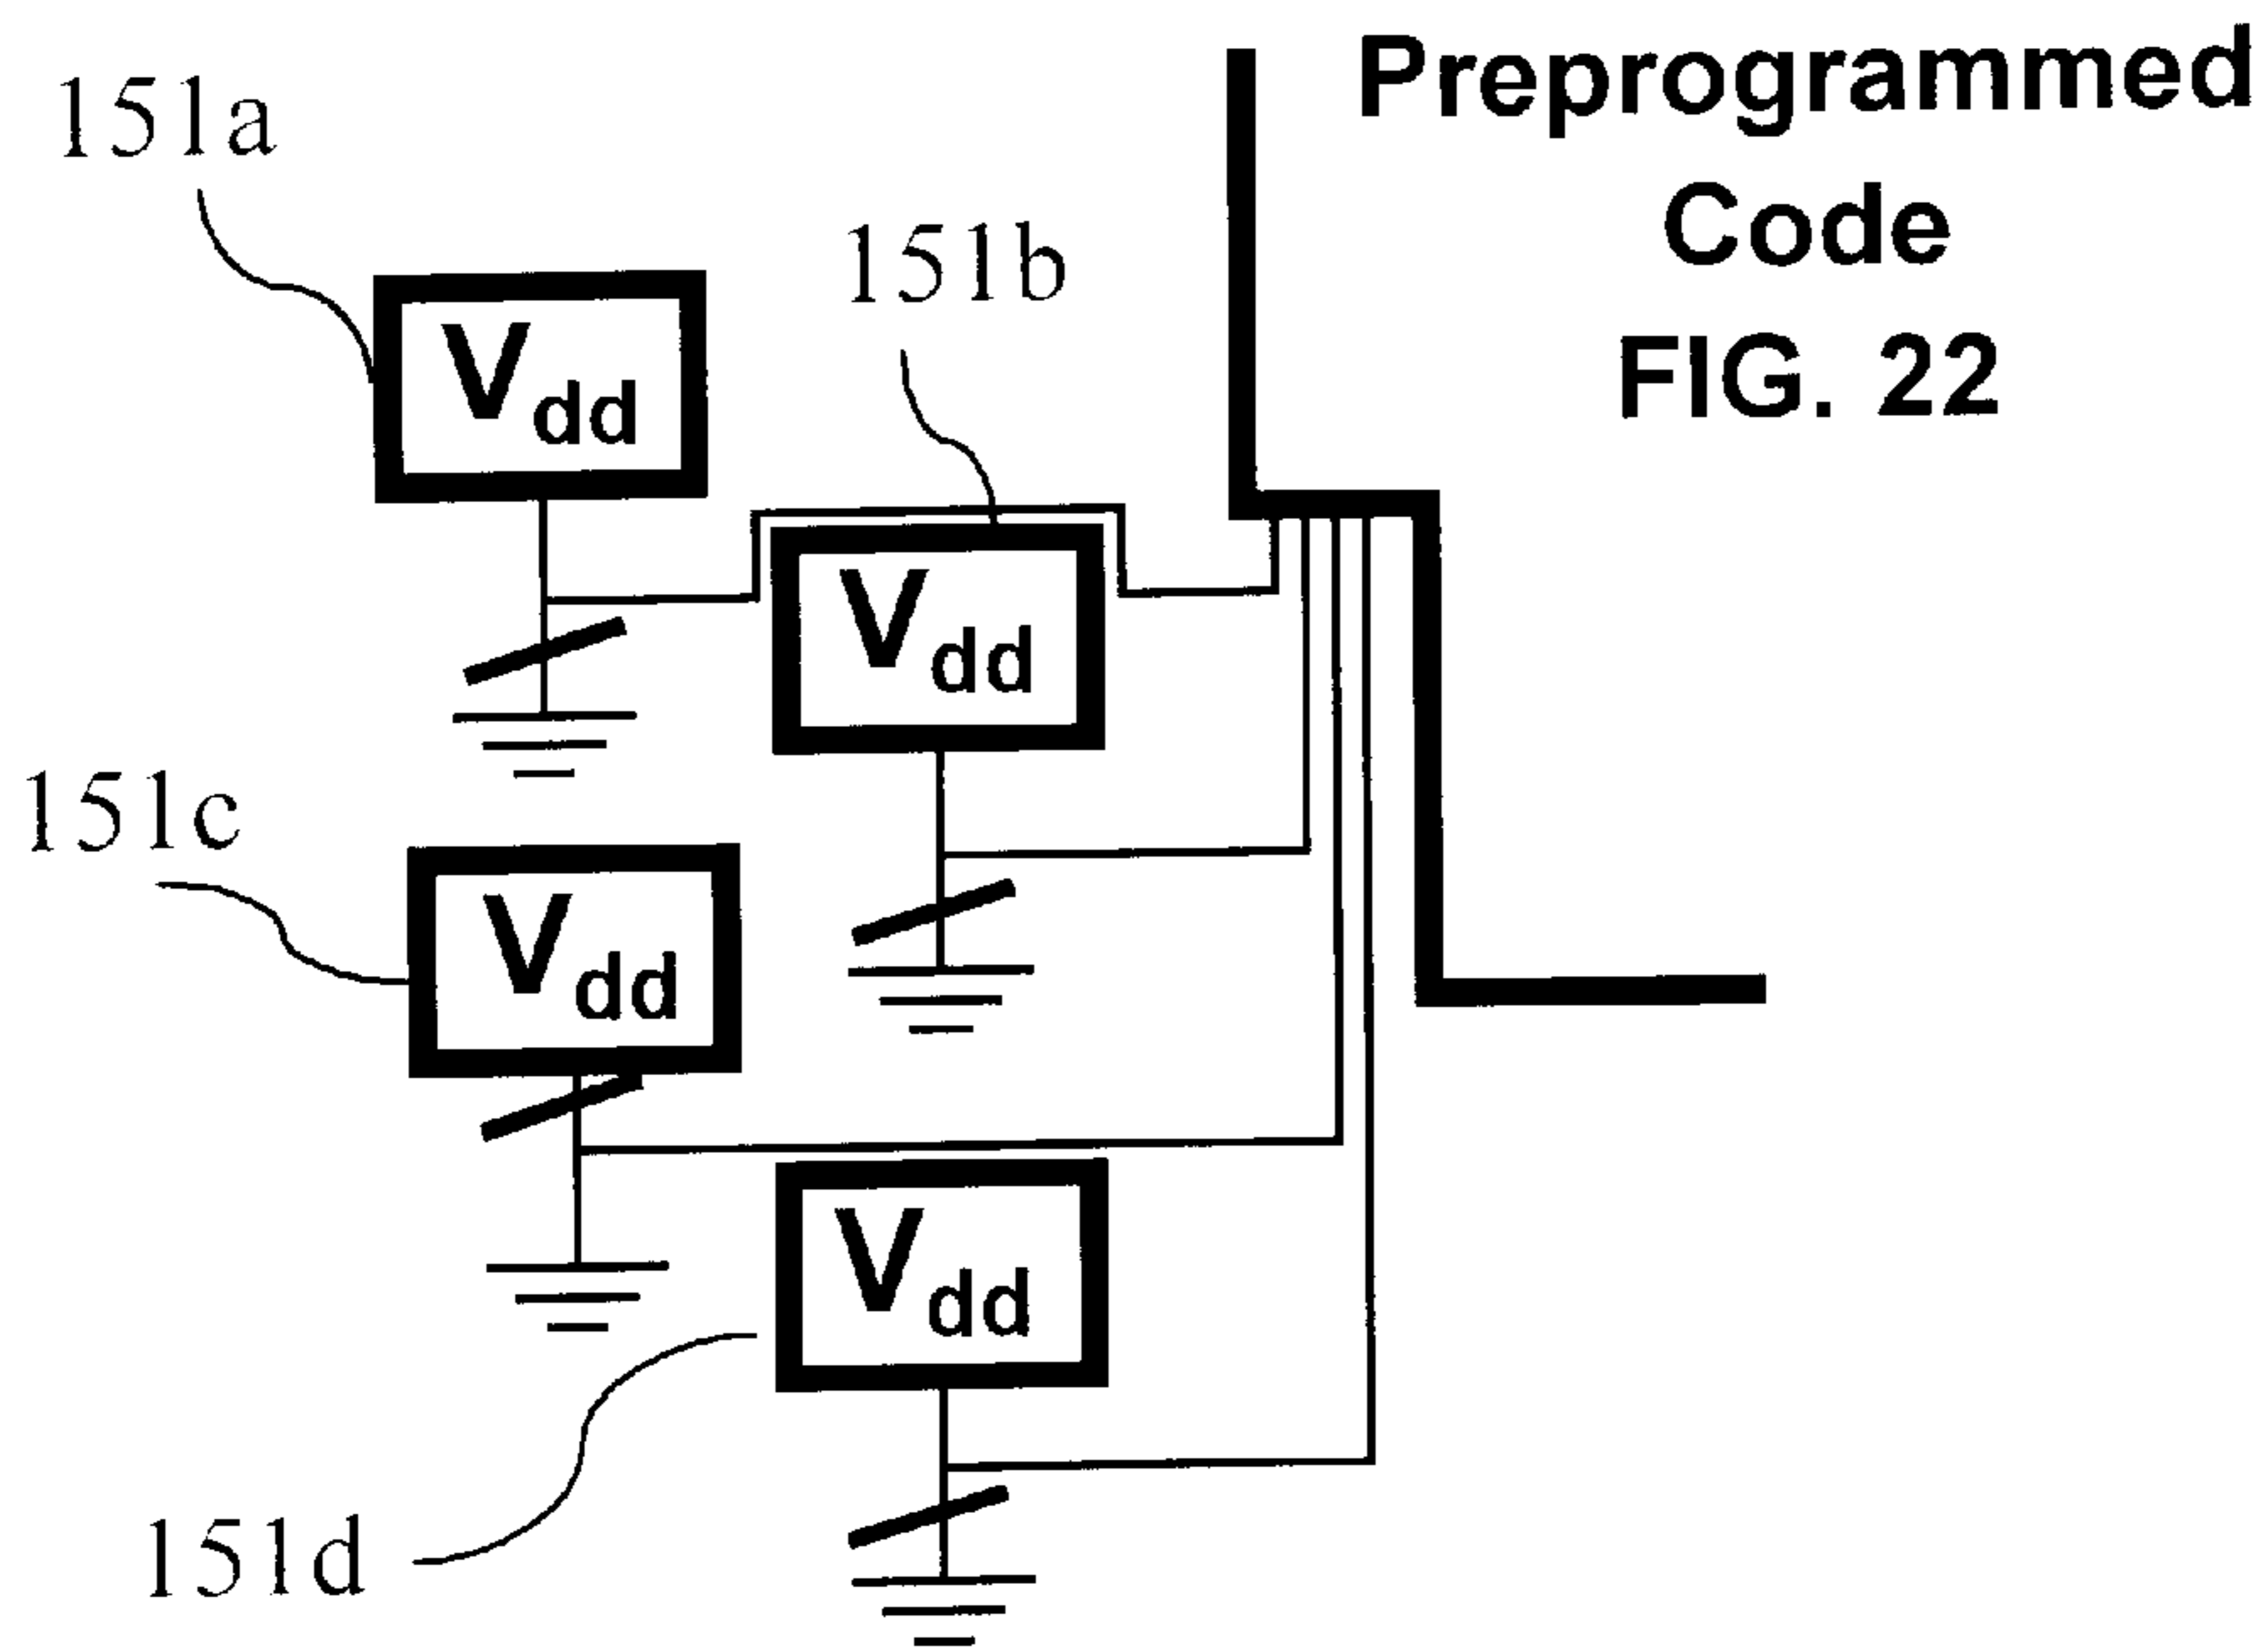 Preprogrammed
Code
FIG. 22
151a
Vdd
151b
Vdd
151c
Vdd
Vdd
151d